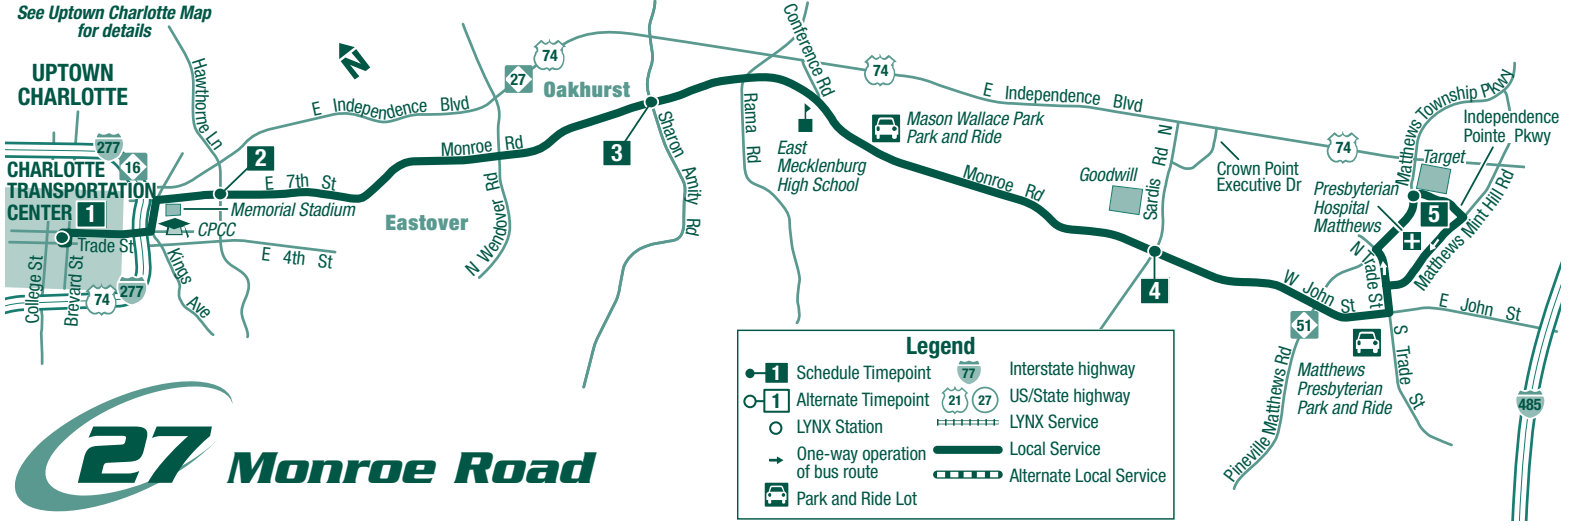 See Uptown Charlotte Map
for details
UPTOWN
CHARLOTTE
277
16
CHARLOTTE
TRANSPORTATION
CENTER
1
Trade St
College St
Brevard St
74
277
Kings Ave
CPCC
Memorial Stadium
E 4th St
E 7th St
2
Hawthorne Ln
N
E Independence Blvd
27
74
Oakhurst
Eastover
Monroe Rd
N Wendover Rd
3
Sharon Amity Rd
Rama Rd
Conference Rd
East
Mecklenburg
High School
Mason Wallace Park
Park and Ride
74
E Independence Blvd
Monroe Rd
Goodwill
Sardis Rd N
Crown Point
Executive Dr
4
74
Matthews Township Pkwy
Independence
Pointe Pkwy
Target
Presbyterian
Hospital
Matthews
5
Matthews Mint Hill Rd
N Trade St
W John St
E John St
51
Pineville Matthews Rd
Matthews
Presbyterian
Park and Ride
S Trade St
485
Legend
1 Schedule Timepoint
1 Alternate Timepoint
LYNX Station
One-way operation
of bus route
Park and Ride Lot
77 Interstate highway
21 27 US/State highway
LYNX Service
Local Service
Alternate Local Service
27 Monroe Road